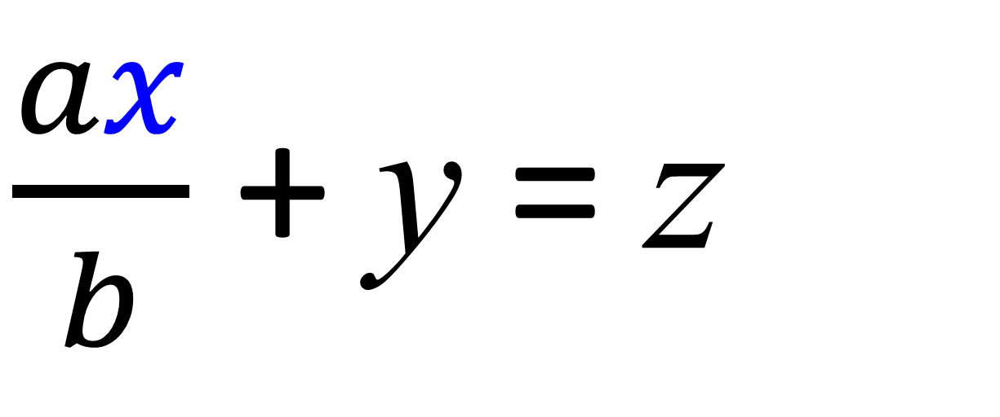 ax/b + y = z